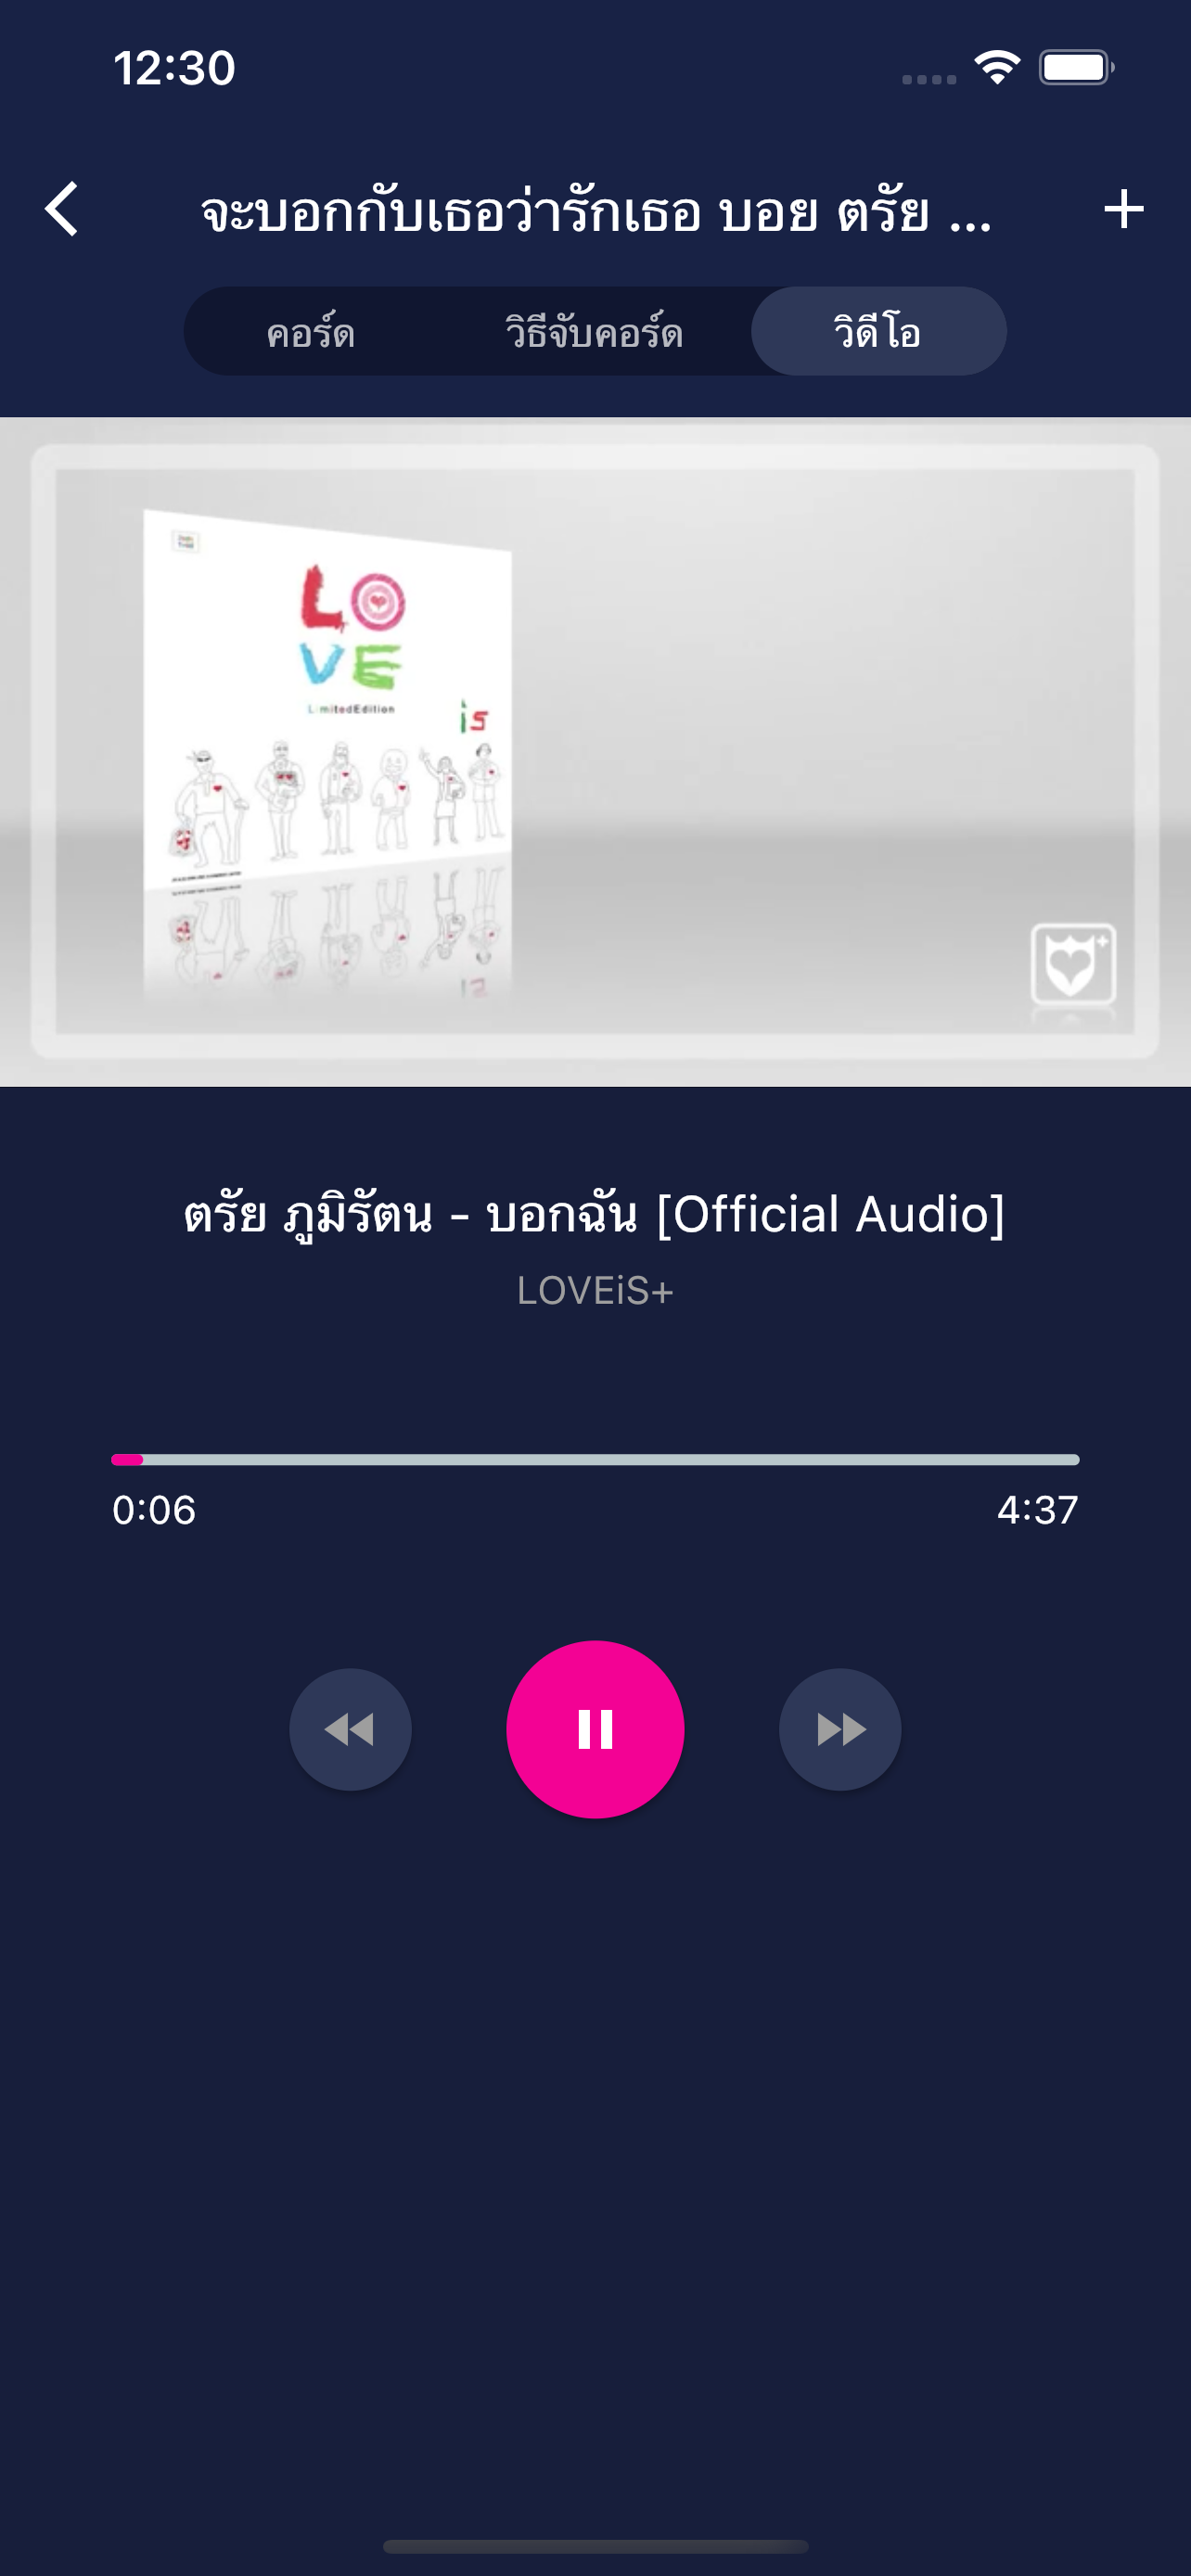 12:30
จะบอกกับเธอว่ารักเธอ บอย ตรัย ...
คอร์ด
วิธีจับคอร์ด
วิดีโอ
LO
VE
LimitedEdition
is
ตรัย ภูมิรัตน - บอกฉัน [Official Audio]
LOVEiS+
0:06
4:37